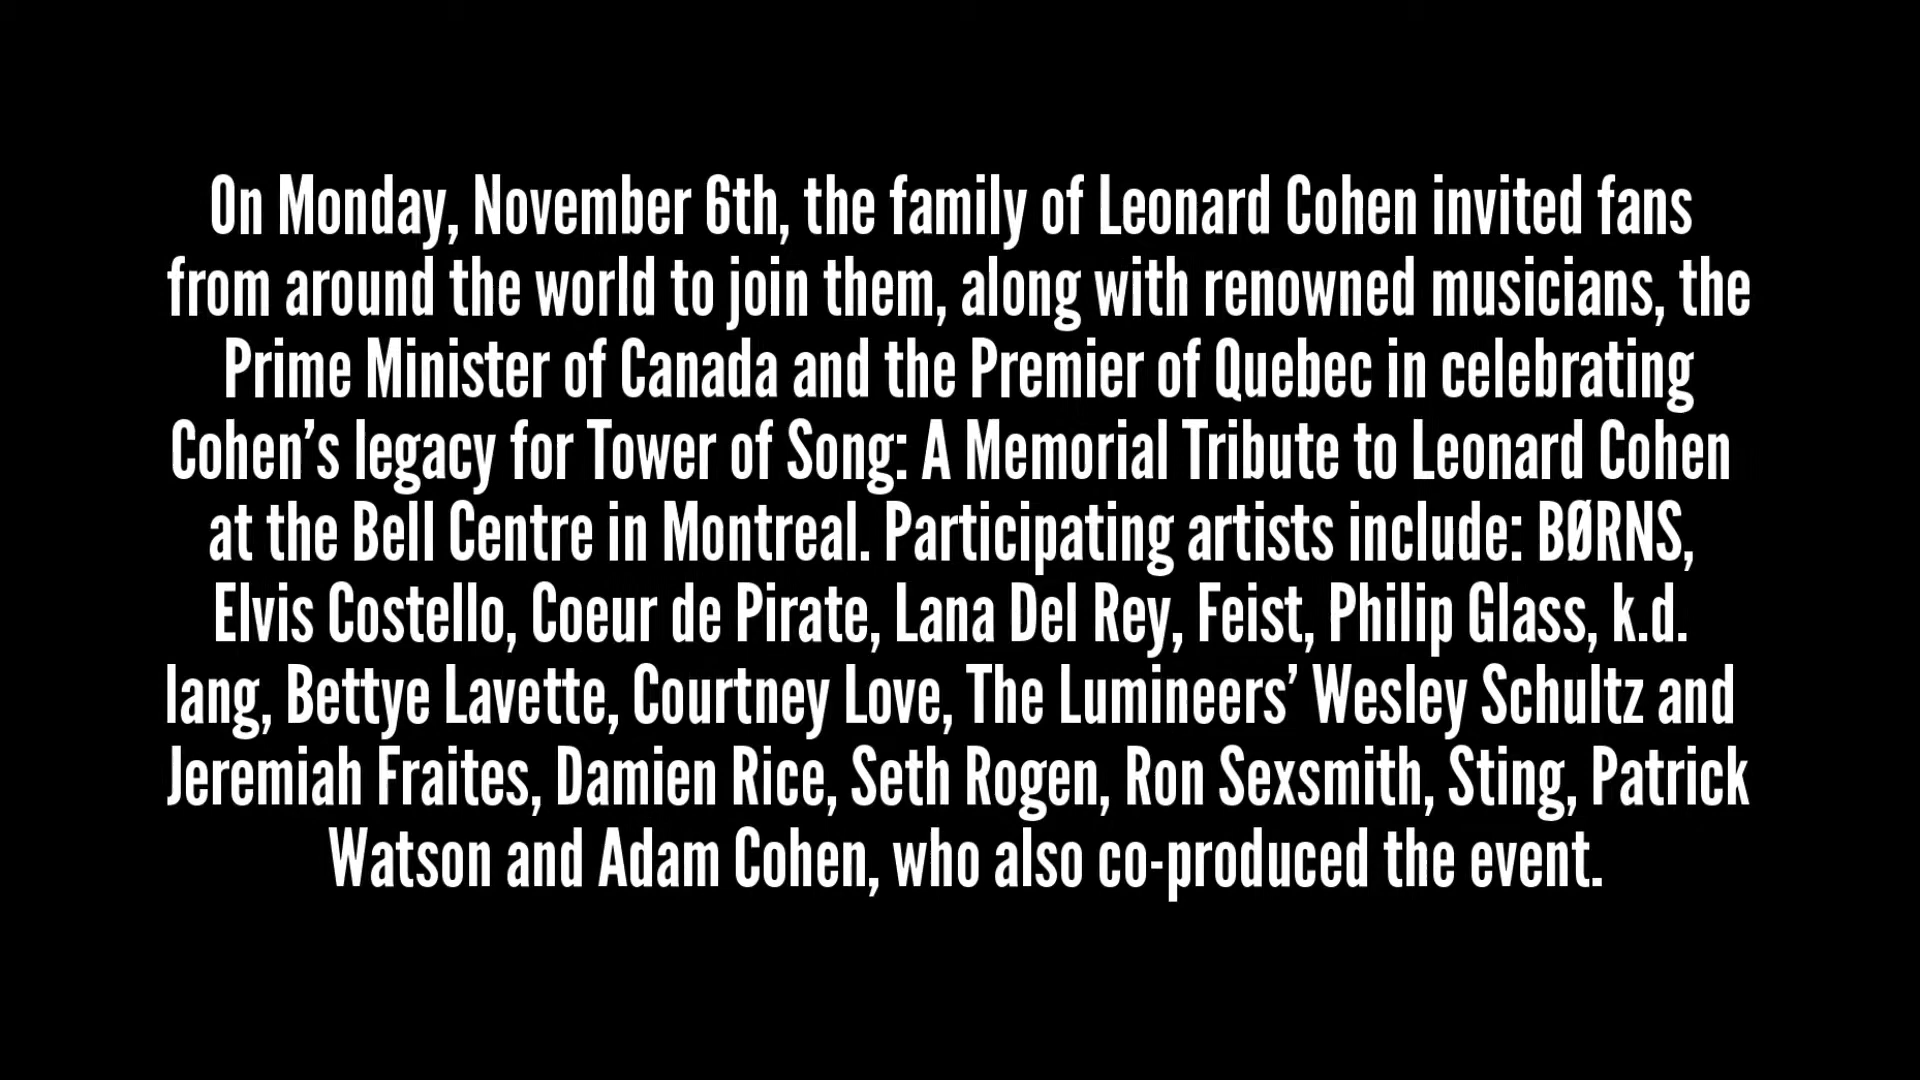 On Monday, November 6th, the family of Leonard Cohen invited fans
from around the world to join them, along with renowned musicians, the
Prime Minister of Canada and the Premier of Quebec in celebrating
Cohen’s legacy for Tower of Song: A Memorial Tribute to Leonard Cohen
at the Bell Centre in Montreal. Participating artists include: BØRNS,
Elvis Costello, Coeur de Pirate, Lana Del Rey, Feist, Philip Glass, k.d.
lang, Bettye Lavette, Courtney Love, The Lumineers’ Wesley Schultz and
Jeremiah Fraites, Damien Rice, Seth Rogen, Ron Sexsmith, Sting, Patrick
Watson and Adam Cohen, who also co-produced the event.